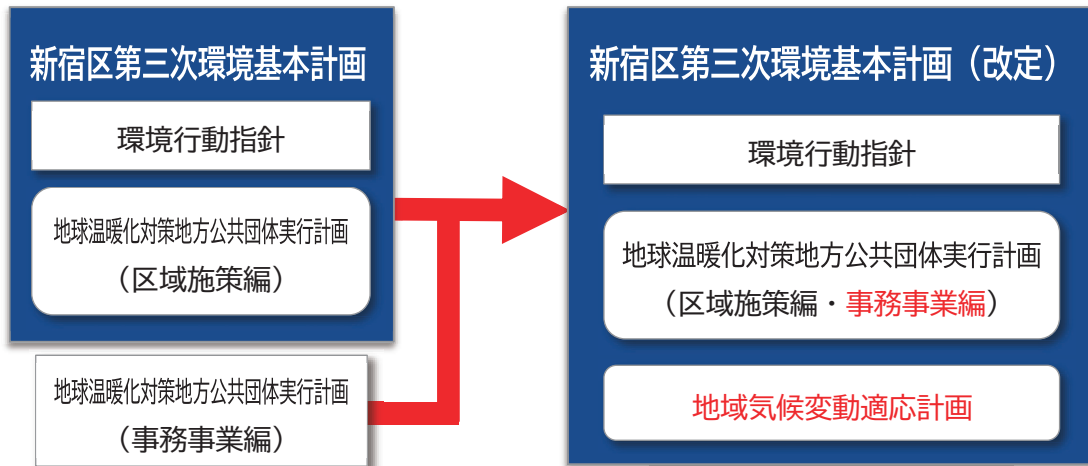 新宿区第三次環境基本計画
環境行動指針
地球温暖化対策地方公共団体実行計画
（区域施策編）
地球温暖化対策地方公共団体実行計画
（事務事業編）
新宿区第三次環境基本計画（改定）
環境行動指針
地球温暖化対策地方公共団体実行計画
（区域施策編・事務事業編）
地域気候変動適応計画